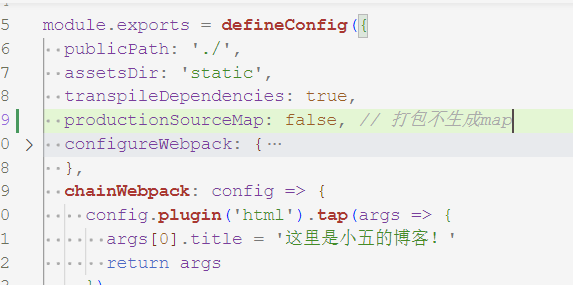 5 module.exports = defineConfig({
6 publicPath: './',
7 assetsDir: 'static',
8 transpileDependencies: true,
9 productionSourceMap: false, // 打包不生成map
0 configureWebpack: {…
8 },
9 chainWebpack: config => {
0 config.plugin('html').tap(args => {
1 args[0].title = '这里是小五的博客！'
2 return args